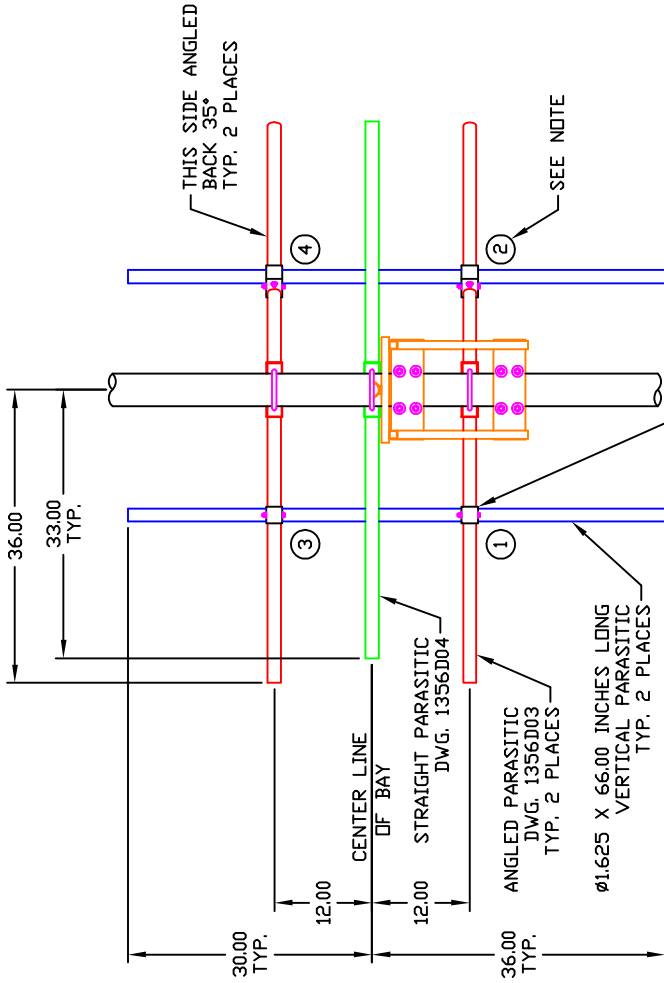 36.00
33.00
TYP.
THIS SIDE ANGLED
BACK 35°
TYP. 2 PLACES
4
2
SEE NOTE
3
1
30.00
TYP.
12.00
CENTER LINE
OF BAY
STRAIGHT PARASITIC
DWG. 1356D04
12.00
ANGLED PARASITIC
DWG. 1356D03
TYP. 2 PLACES
36.00
TYP.
ø1.625 X 66.00 INCHES LONG
VERTICAL PARASITIC
TYP. 2 PLACES